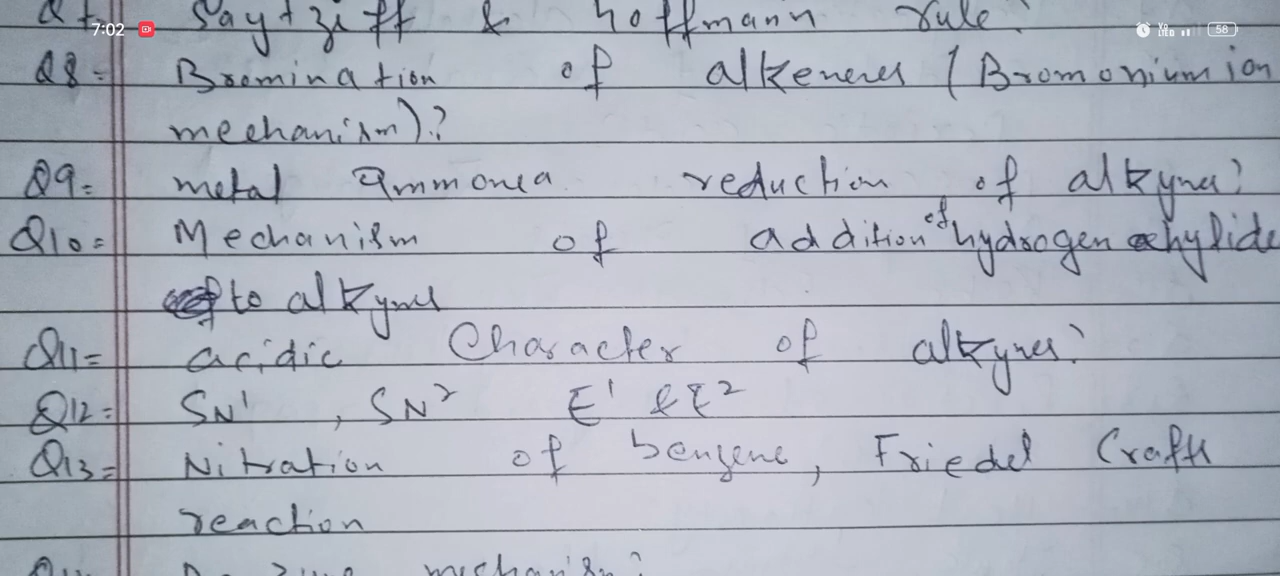 Saytzeff & Hoffmann rule?
7:02
58
Q8= Bromination of alkenes (Bromonium ion
mechanism)?
Q9= metal Ammonia reduction of alkynes?
Q10= Mechanism of addition of hydrogen
to alkynes
Q11= acidic Character of alkynes?
Q12= SN¹, SN² E¹ & E²
Q13= Nitration of benzene, Friedel Crafts
reaction
mechanism?